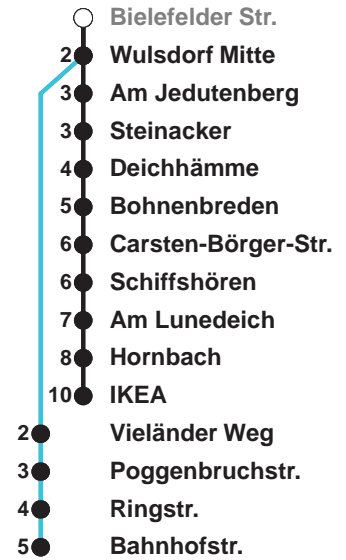 Bielefelder Str.
2 Wulsdorf Mitte
3 Am Jedutenberg
3 Steinacker
4 Deichhämme
5 Bohnenbreden
6 Carsten-Börger-Str.
6 Schiffshören
7 Am Lunedeich
8 Hornbach
10 IKEA
2 Vieländer Weg
3 Poggenbruchstr.
4 Ringstr.
5 Bahnhofstr.